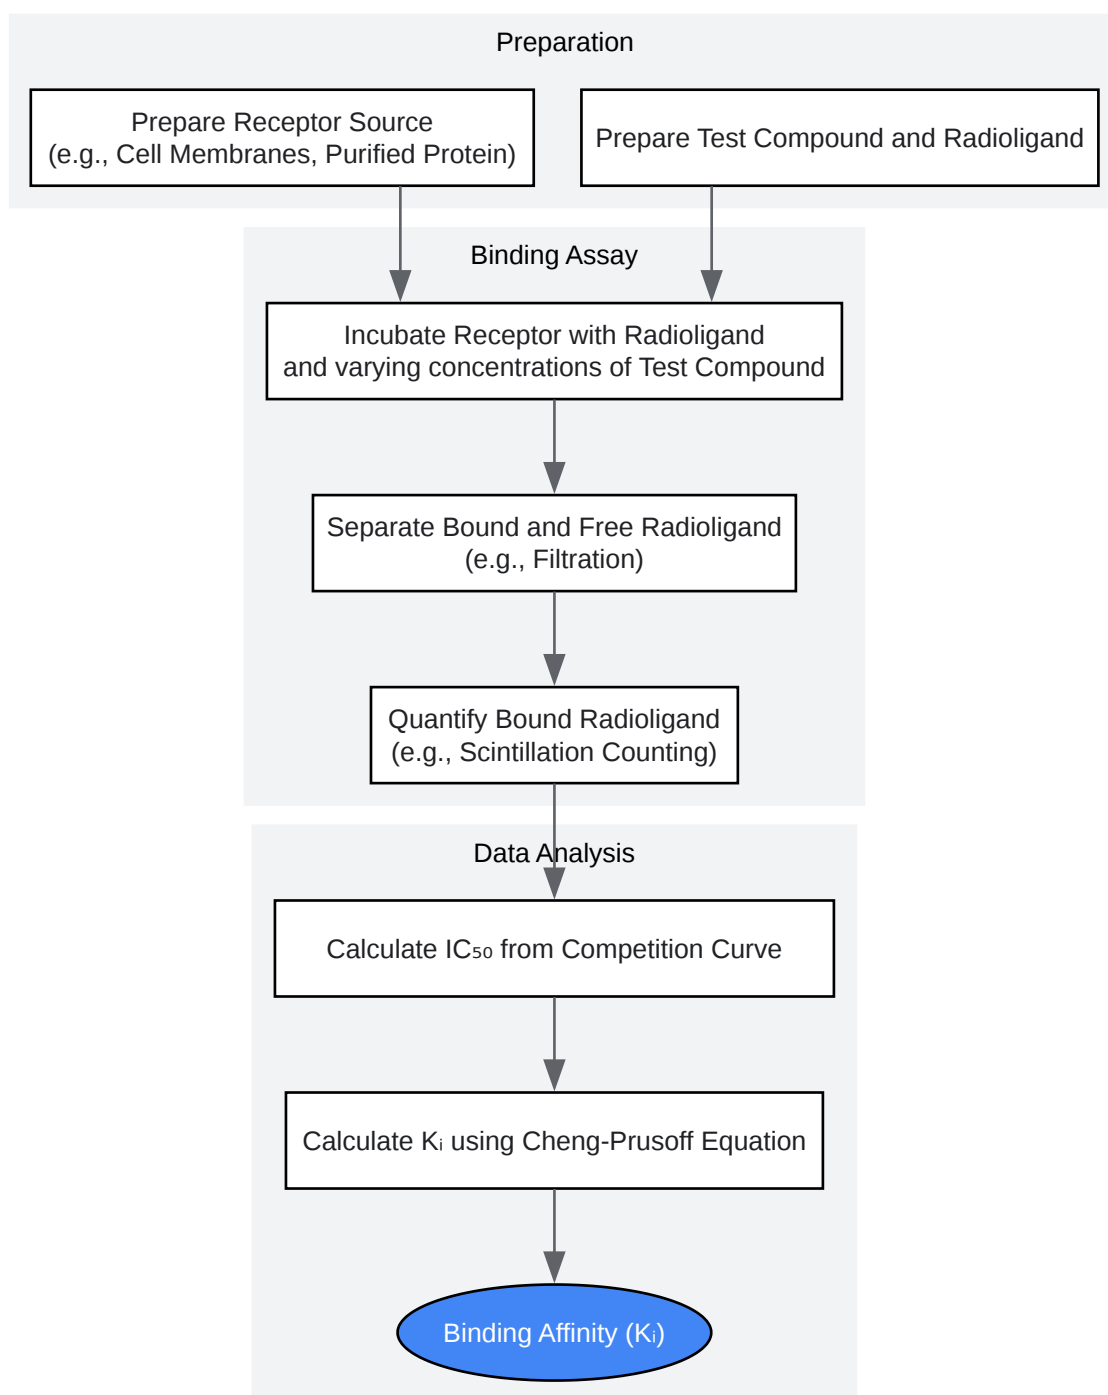 Preparation
Prepare Receptor Source
(e.g., Cell Membranes, Purified Protein)
Prepare Test Compound and Radioligand
Binding Assay
Incubate Receptor with Radioligand
and varying concentrations of Test Compound
Separate Bound and Free Radioligand
(e.g., Filtration)
Quantify Bound Radioligand
(e.g., Scintillation Counting)
Data Analysis
Calculate IC₅₀ from Competition Curve
Calculate Kᵢ using Cheng-Prusoff Equation
Binding Affinity (Kᵢ)